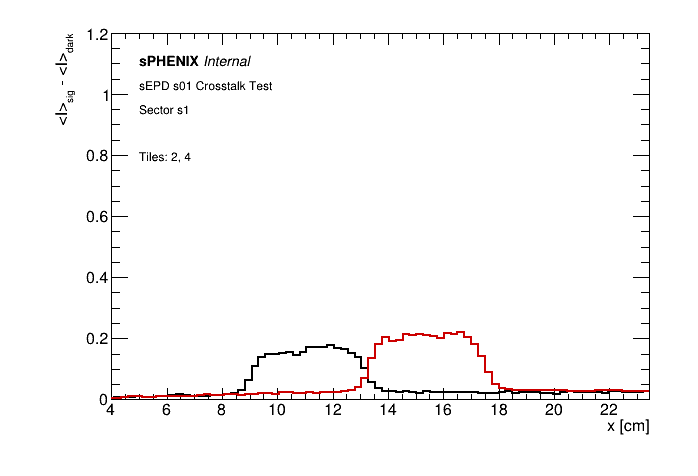 <I>sig - <I>dark
1.2
1
0.8
0.6
0.4
0.2
0
sPHENIX Internal
sEPD s01 Crosstalk Test
Sector s1
Tiles: 2, 4
4 6 8 10 12 14 16 18 20 22
x [cm]